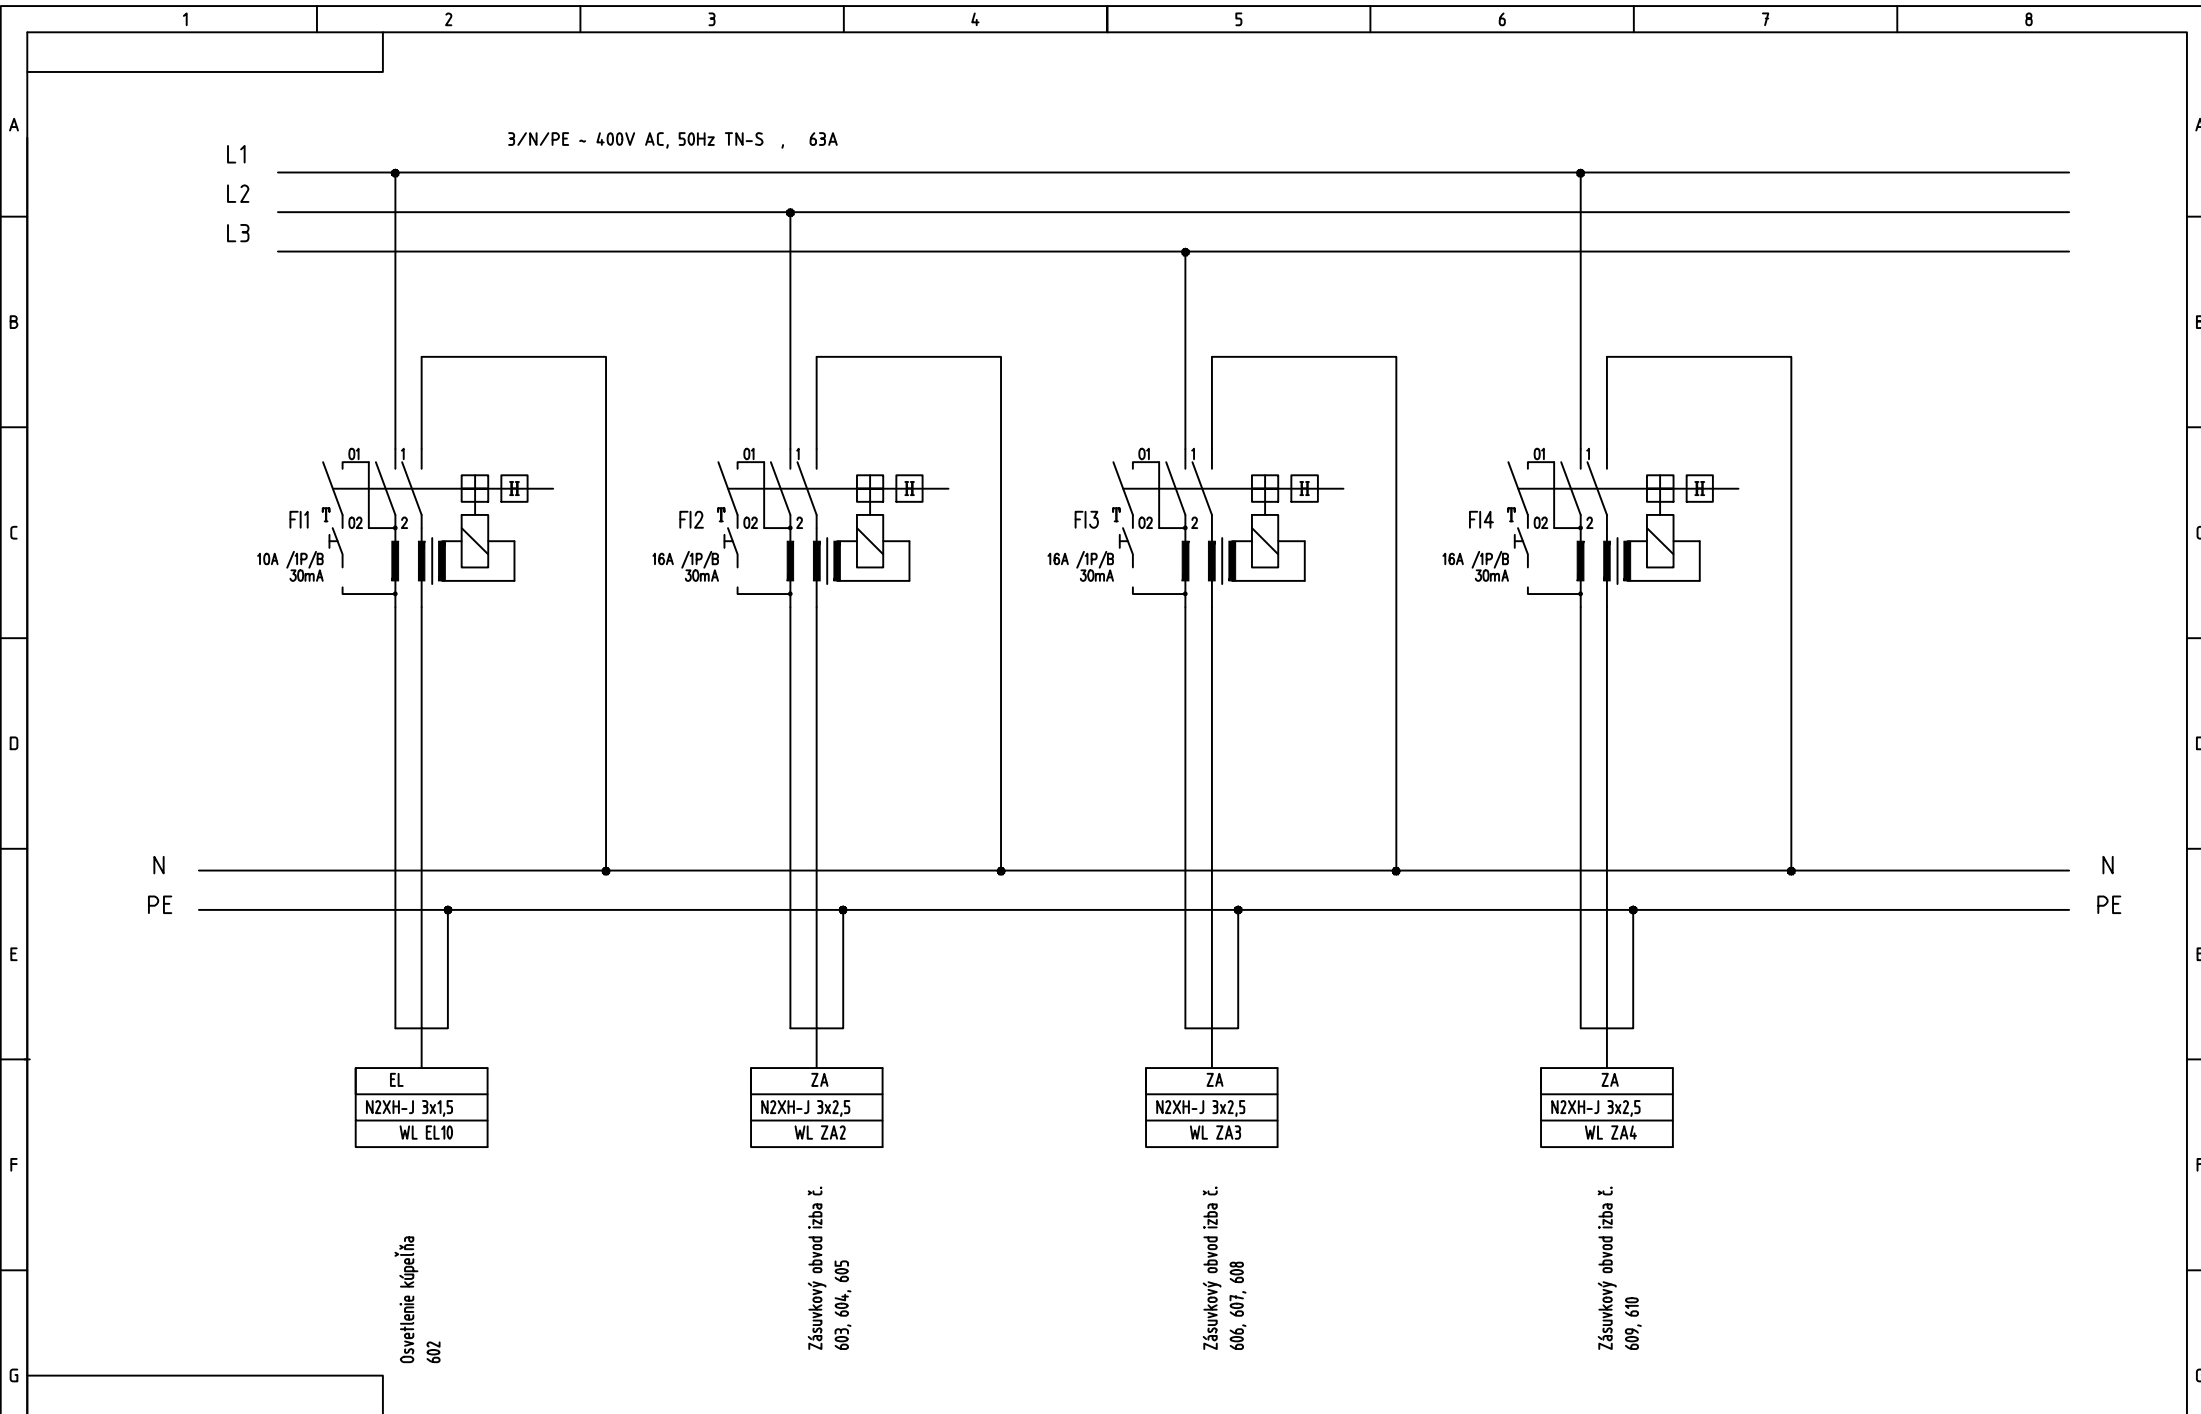 1 2 3 4 5 6 7 8
A
3/N/PE ~ 400V AC, 50Hz TN-S , 63A
A
L1
L2
L3
B
01 1 01 1 01 1 01 1
H H H H
FI1 T 02 2 FI2 T 02 2 FI3 T 02 2 FI4 T 02 2
C
10A /1P/B 16A /1P/B 16A /1P/B 16A /1P/B
30mA 30mA 30mA 30mA
D
N N
PE PE
E
EL ZA ZA ZA
N2XH-J 3x1,5 N2XH-J 3x2,5 N2XH-J 3x2,5 N2XH-J 3x2,5
WL EL10 WL ZA2 WL ZA3 WL ZA4
F
Osvetlenie kúpeľňa
602
Zásuvkový obvod izba č.
603, 604, 605
Zásuvkový obvod izba č.
606, 607, 608
Zásuvkový obvod izba č.
609, 610
G